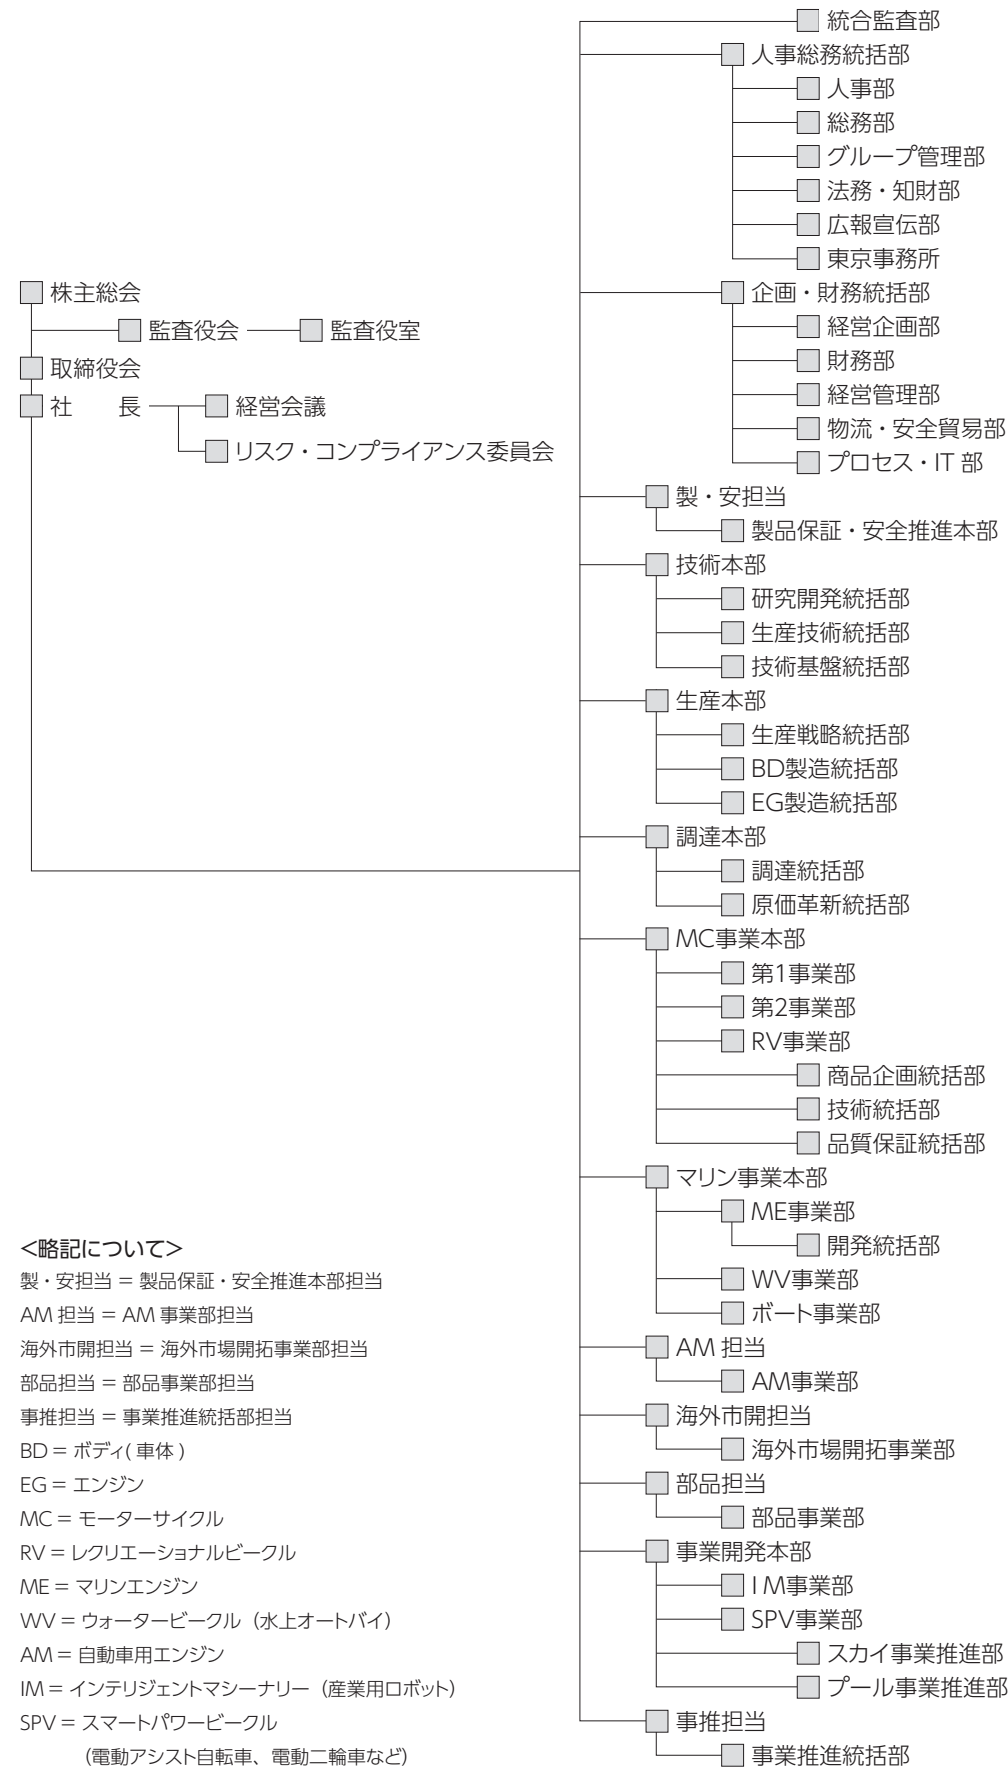 株主総会
監査役会
監査役室
取締役会
社　　長
経営会議
リスク・コンプライアンス委員会
統合監査部
人事総務統括部
人事部
総務部
グループ管理部
法務・知財部
広報宣伝部
東京事務所
企画・財務統括部
経営企画部
財務部
経営管理部
物流・安全貿易部
プロセス・IT 部
製・安担当
製品保証・安全推進本部
技術本部
研究開発統括部
生産技術統括部
技術基盤統括部
生産本部
生産戦略統括部
BD製造統括部
EG製造統括部
調達本部
調達統括部
原価革新統括部
MC事業本部
第1事業部
第2事業部
RV事業部
商品企画統括部
技術統括部
品質保証統括部
マリン事業本部
ME事業部
開発統括部
WV事業部
ボート事業部
AM 担当
AM事業部
海外市開担当
海外市場開拓事業部
部品担当
部品事業部
事業開発本部
IM事業部
SPV事業部
スカイ事業推進部
プール事業推進部
事推担当
事業推進統括部
<略記について>
製・安担当 = 製品保証・安全推進本部担当
AM 担当 = AM 事業部担当
海外市開担当 = 海外市場開拓事業部担当
部品担当 = 部品事業部担当
事推担当 = 事業推進統括部担当
BD = ボディ( 車体 )
EG = エンジン
MC = モーターサイクル
RV = レクリエーショナルビークル
ME = マリンエンジン
WV = ウォータービークル（水上オートバイ）
AM = 自動車用エンジン
IM = インテリジェントマシーナリー（産業用ロボット）
SPV = スマートパワービークル
（電動アシスト自転車、電動二輪車など）